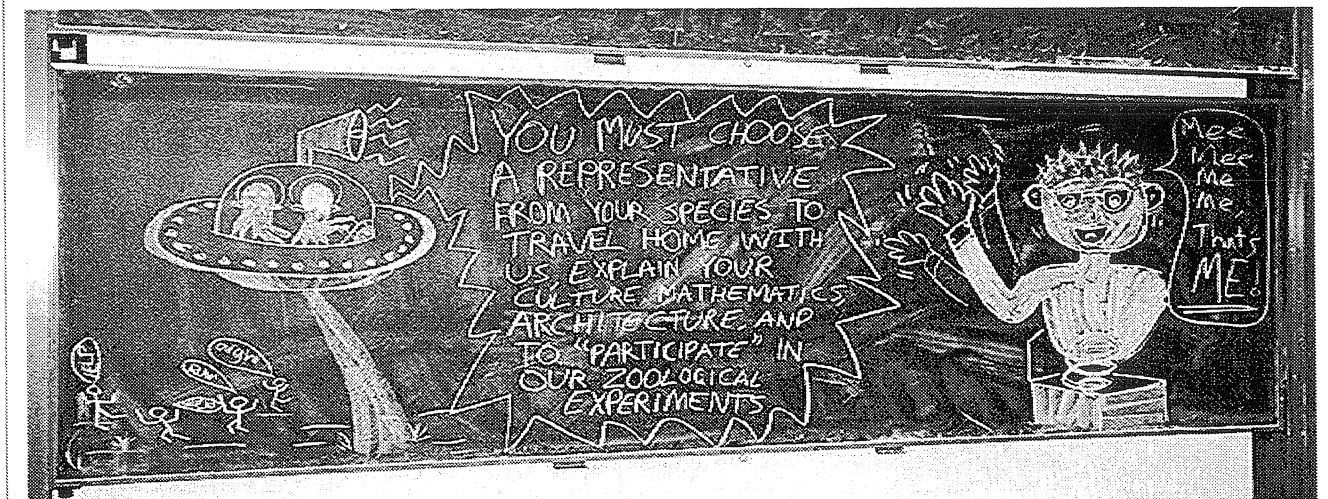 YOU MUST CHOOSE
A REPRESENTATIVE
FROM YOUR SPECIES TO
TRAVEL HOME WITH
US EXPLAIN YOUR
CULTURE, MATHEMATICS,
ARCHITECTURE, AND
TO "PARTICIPATE" IN
OUR ZOOLOGICAL
EXPERIMENTS
Mee
Mee
Me
me,
That's
ME!